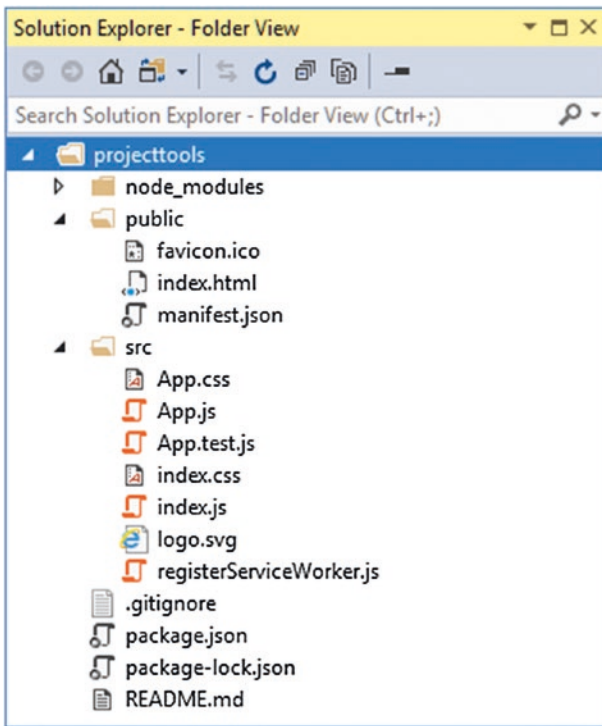 Solution Explorer - Folder View
Search Solution Explorer - Folder View (Ctrl+;)
projecttools
node_modules
public
favicon.ico
index.html
manifest.json
src
App.css
App.js
App.test.js
index.css
index.js
logo.svg
registerServiceWorker.js
.gitignore
package.json
package-lock.json
README.md